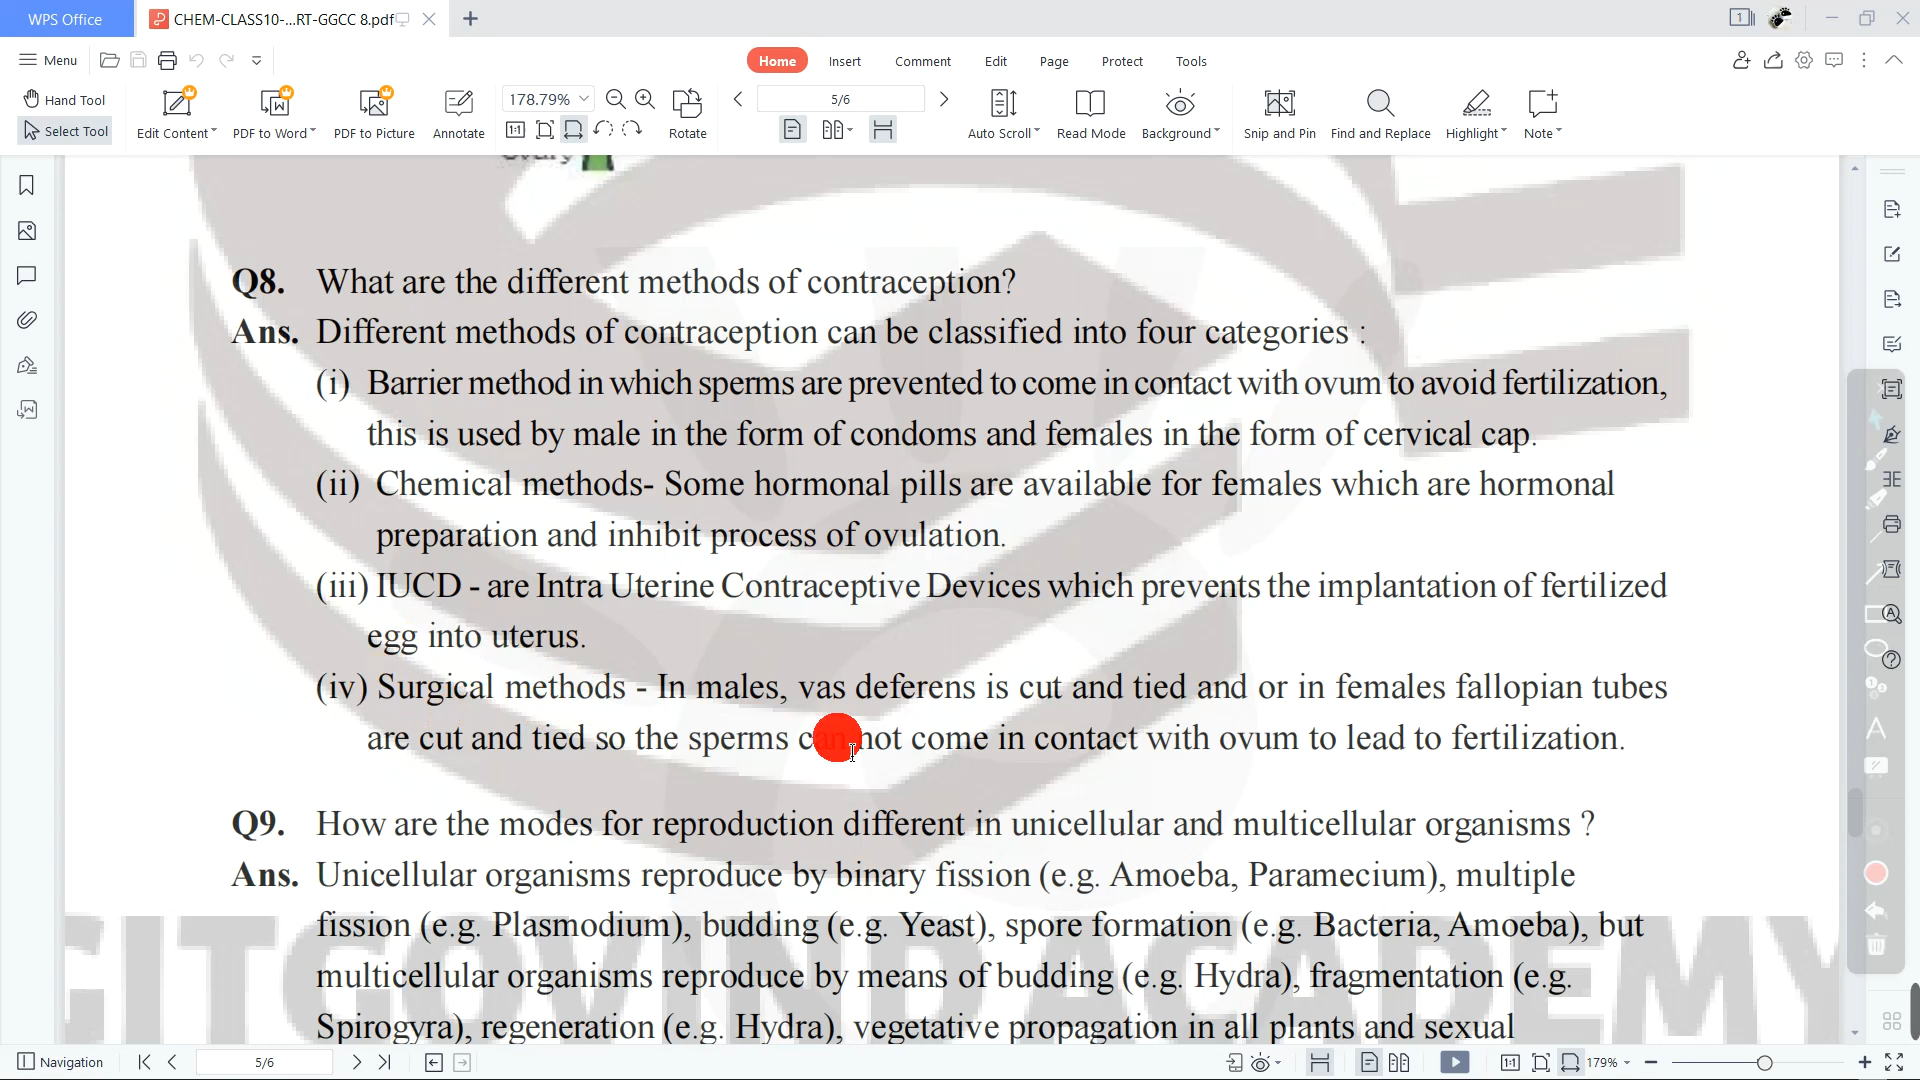 WPS Office
CHEM-CLASS10-...RT-GGCC 8.pdf
1
Menu
Home
Insert
Comment
Edit
Page
Protect
Tools
Hand Tool
Select Tool
Edit Content
PDF to Word
PDF to Picture
Annotate
178.79%
1:1
Rotate
5/6
Auto Scroll
Read Mode
Background
Snip and Pin
Find and Replace
Highlight
Note
Ovary
Q8. What are the different methods of contraception?
Ans. Different methods of contraception can be classified into four categories :
(i) Barrier method in which sperms are prevented to come in contact with ovum to avoid fertilization,
this is used by male in the form of condoms and females in the form of cervical cap.
(ii) Chemical methods- Some hormonal pills are available for females which are hormonal
preparation and inhibit process of ovulation.
(iii) IUCD - are Intra Uterine Contraceptive Devices which prevents the implantation of fertilized
egg into uterus.
(iv) Surgical methods - In males, vas deferens is cut and tied and or in females fallopian tubes
are cut and tied so the sperms can not come in contact with ovum to lead to fertilization.
Q9. How are the modes for reproduction different in unicellular and multicellular organisms ?
Ans. Unicellular organisms reproduce by binary fission (e.g. Amoeba, Paramecium), multiple
fission (e.g. Plasmodium), budding (e.g. Yeast), spore formation (e.g. Bacteria, Amoeba), but
multicellular organisms reproduce by means of budding (e.g. Hydra), fragmentation (e.g.
Spirogyra), regeneration (e.g. Hydra), vegetative propagation in all plants and sexual
GITGOVIND ACADEMY
Navigation
5/6
1:1
179%